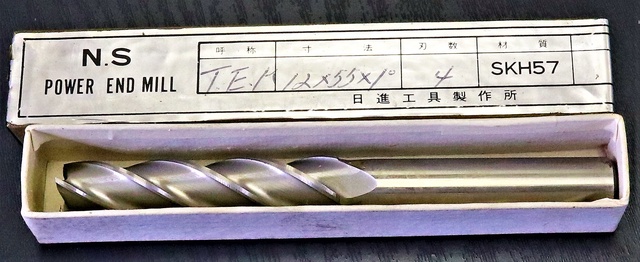 N.S
POWER END MILL
呼称 寸法 刃数 材質
T.E.P 12×55×1° 4 SKH57
日進工具製作所